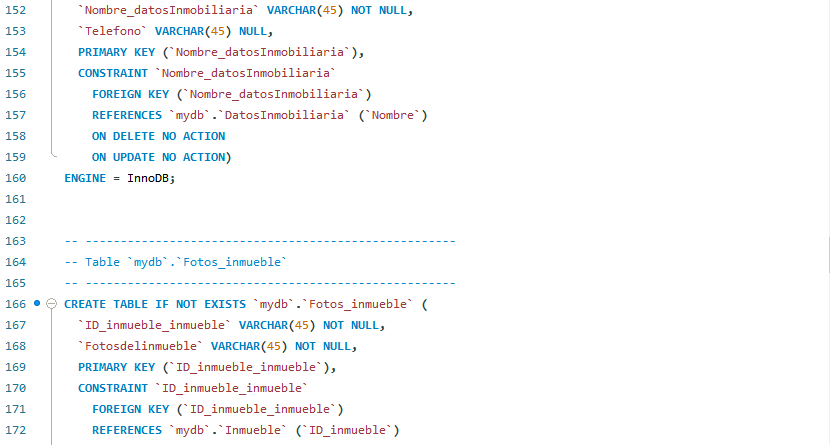 152 `Nombre_datosInmobiliaria` VARCHAR(45) NOT NULL,
153 `Telefono` VARCHAR(45) NULL,
154 PRIMARY KEY (`Nombre_datosInmobiliaria`),
155 CONSTRAINT `Nombre_datosInmobiliaria`
156 FOREIGN KEY (`Nombre_datosInmobiliaria`)
157 REFERENCES `mydb`.`DatosInmobiliaria` (`Nombre`)
158 ON DELETE NO ACTION
159 ON UPDATE NO ACTION)
160 ENGINE = InnoDB;
161
162
163 -- -----------------------------------------------------
164 -- Table `mydb`.`Fotos_inmueble`
165 -- -----------------------------------------------------
166 CREATE TABLE IF NOT EXISTS `mydb`.`Fotos_inmueble` (
167 `ID_inmueble_inmueble` VARCHAR(45) NOT NULL,
168 `Fotosdelinmueble` VARCHAR(45) NOT NULL,
169 PRIMARY KEY (`ID_inmueble_inmueble`),
170 CONSTRAINT `ID_inmueble_inmueble`
171 FOREIGN KEY (`ID_inmueble_inmueble`)
172 REFERENCES `mydb`.`Inmueble` (`ID_inmueble`)